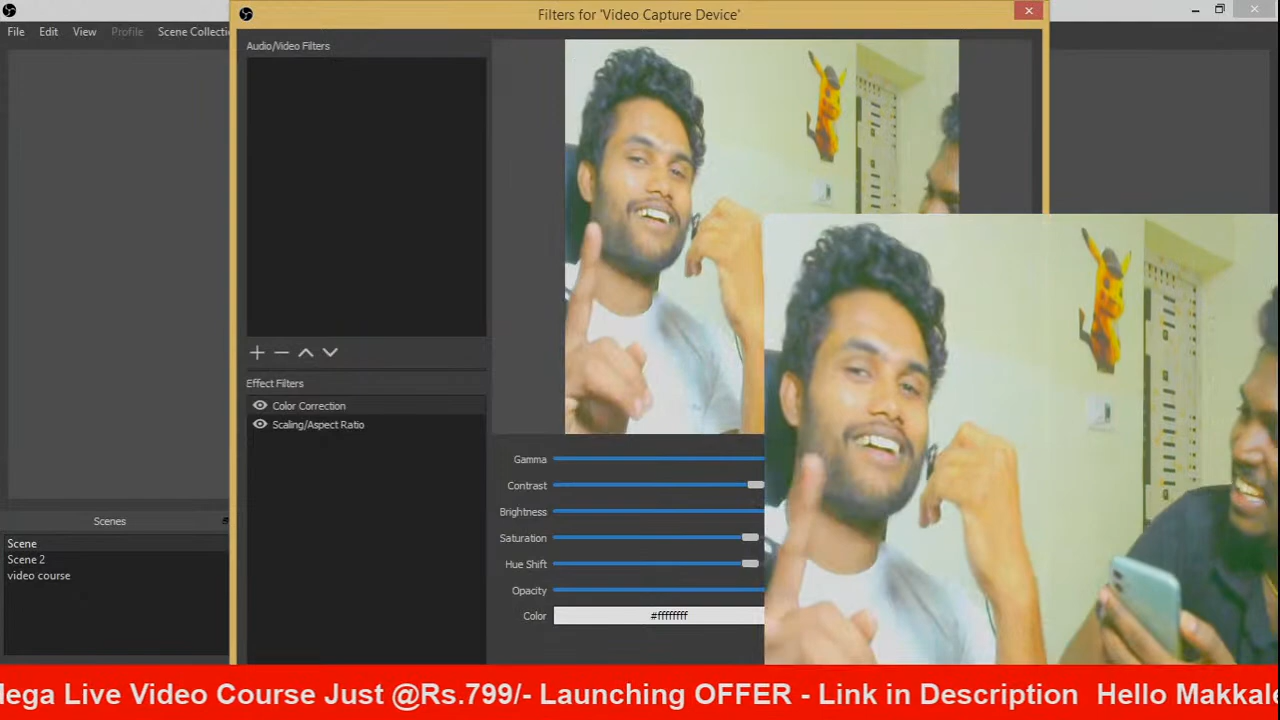 Filters for 'Video Capture Device'
File Edit View Profile Scene Collecti
Audio/Video Filters
Effect Filters
Color Correction
Scaling/Aspect Ratio
Gamma
Contrast
Brightness
Saturation
Hue Shift
Opacity
Color #ffffffff
Scenes
Scene
Scene 2
video course
lega Live Video Course Just @Rs.799/- Launching OFFER - Link in Description Hello Makkale